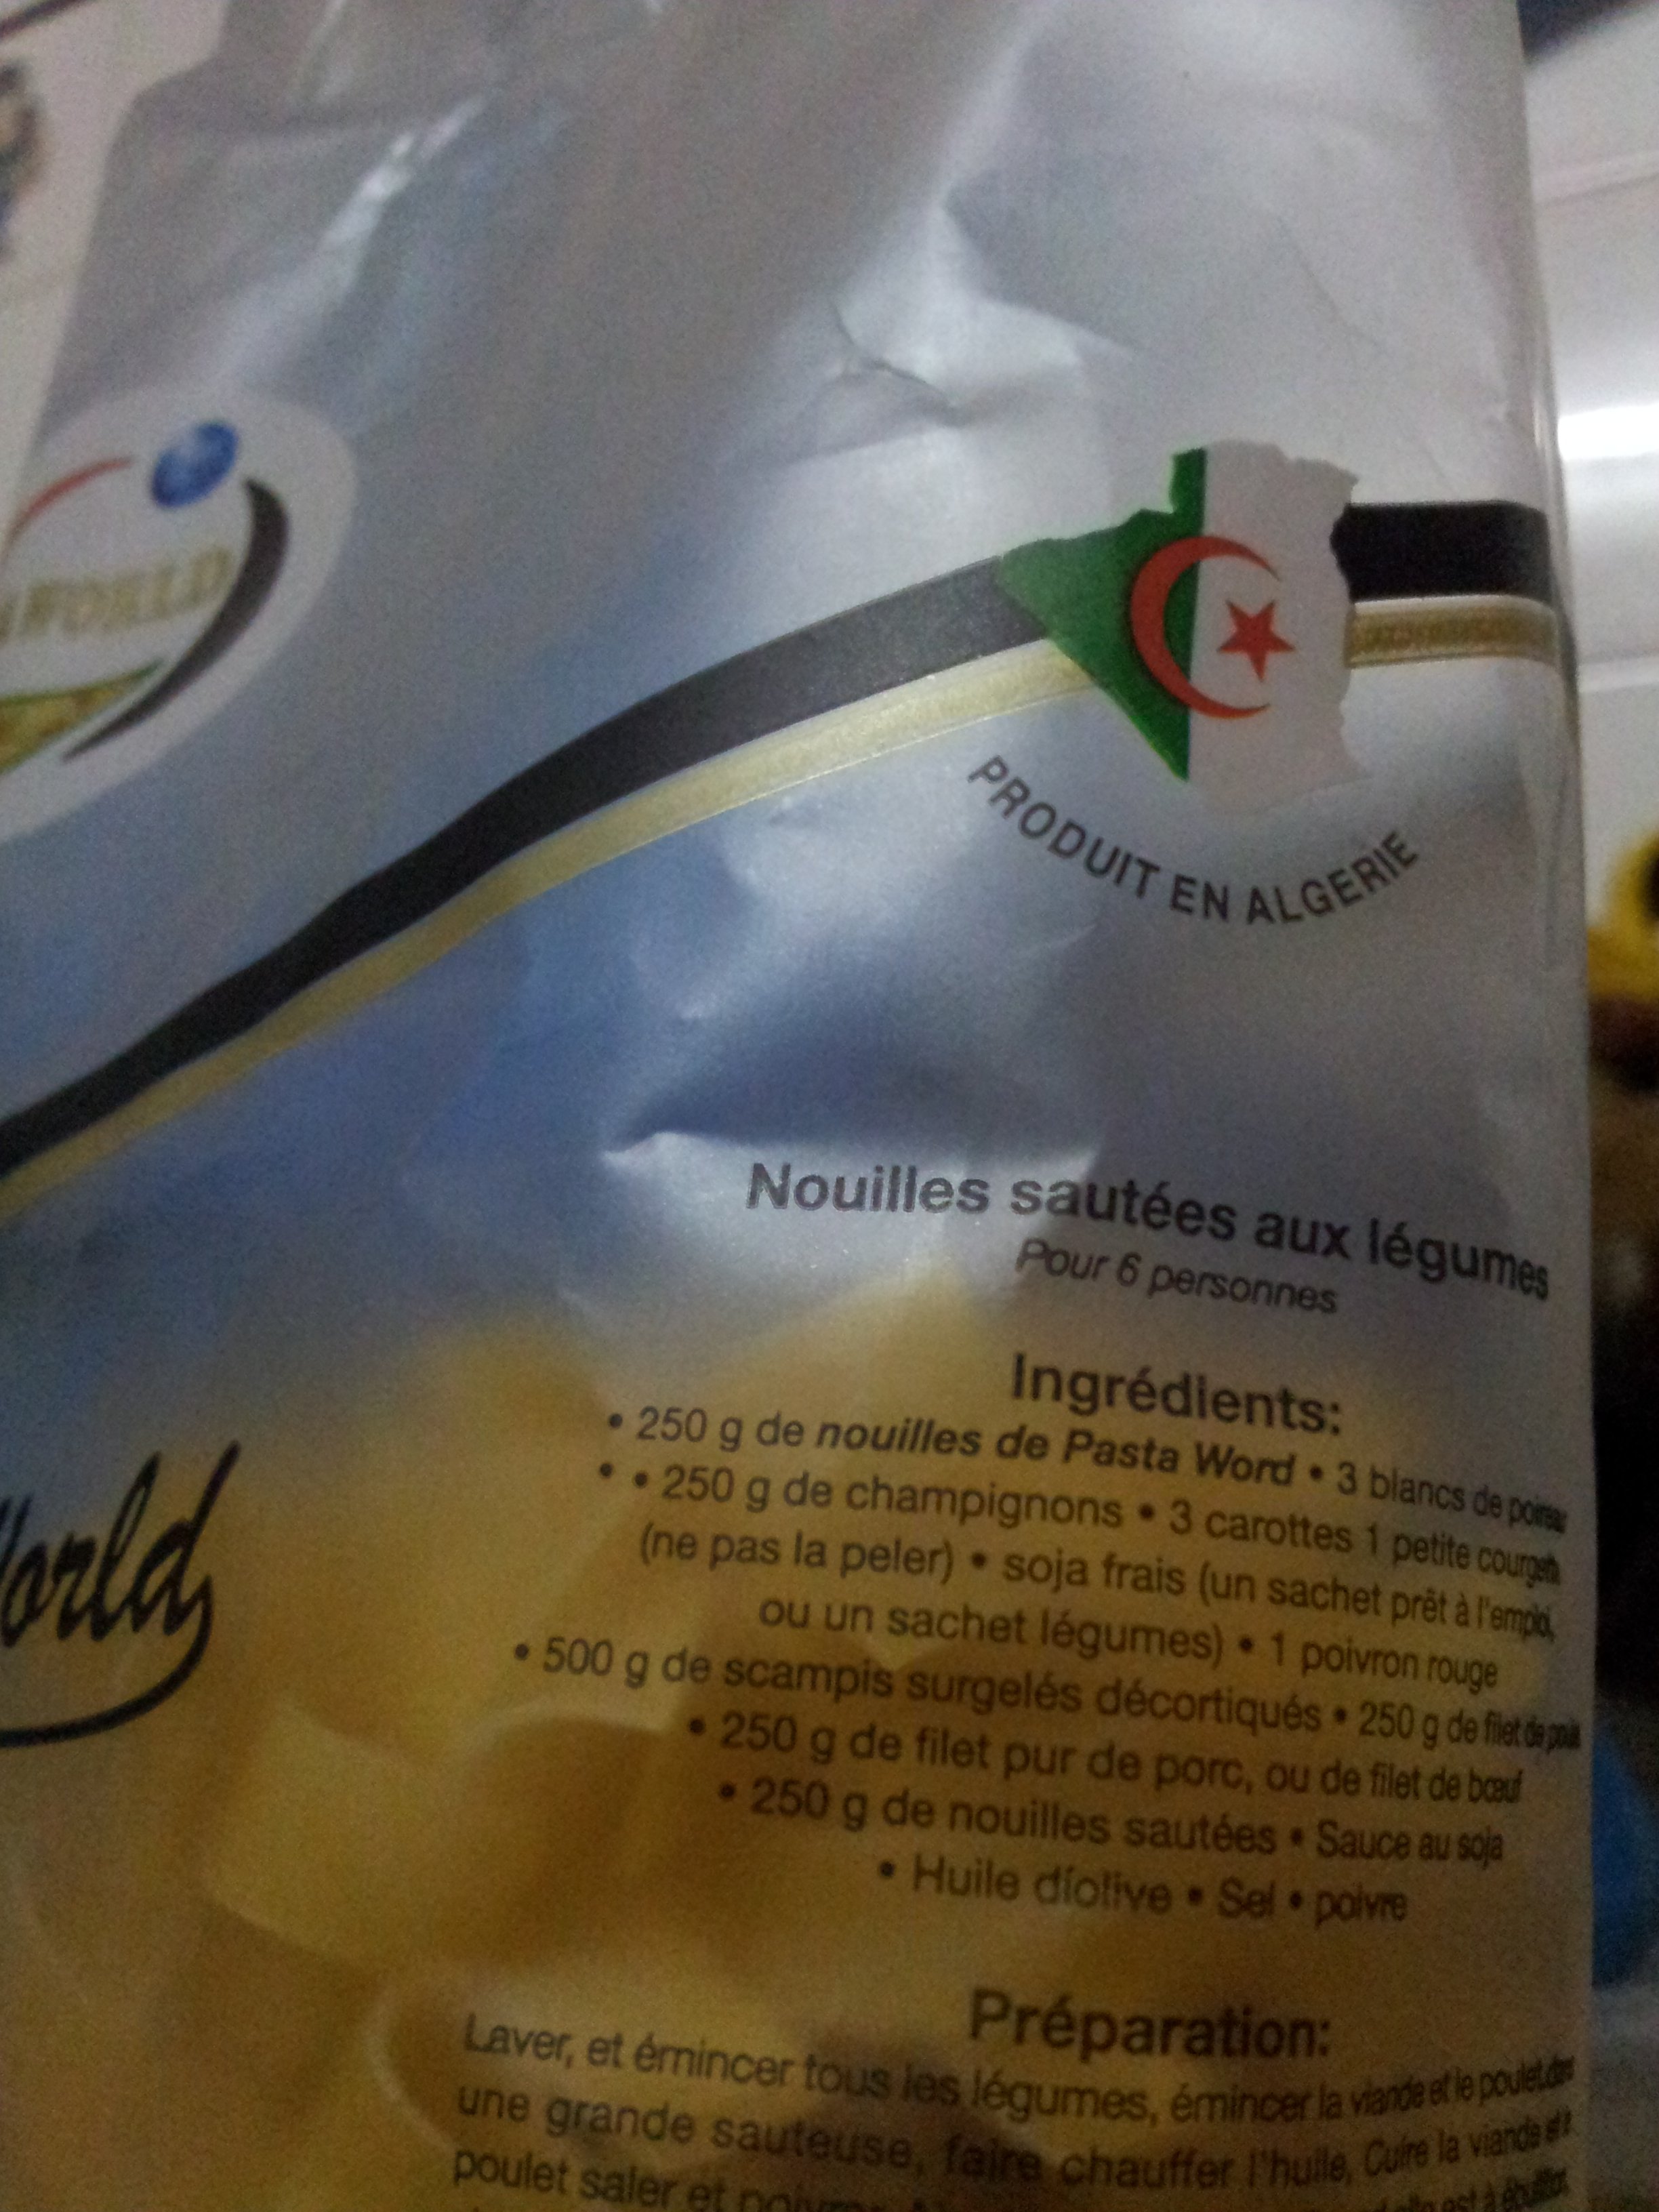 PRODUIT EN ALGERIE
Nouilles sautées aux légumes
Pour 6 personnes
Ingrédients:
• 250 g de nouilles de Pasta Word • 3 blancs de poireau
• • 250 g de champignons • 3 carottes 1 petite
(ne pas la peler) • soja frais (un sachet prêt à l'emploi,
ou un sachet légumes) • 1 poivron rouge
• 500 g de scampis surgelés décortiqués • 250 g de filet de
• 250 g de filet pur de porc, ou de filet de bœuf
• 250 g de nouilles sautées • Sauce au soja
• Huile díolive • Sel • poivre
orld
Préparation:
Laver, et émincer tous les légumes, émincer la viande et le poulet
une grande sauteuse, faire chauffer l'huile, Cuire la viande et
poulet saler et
est à